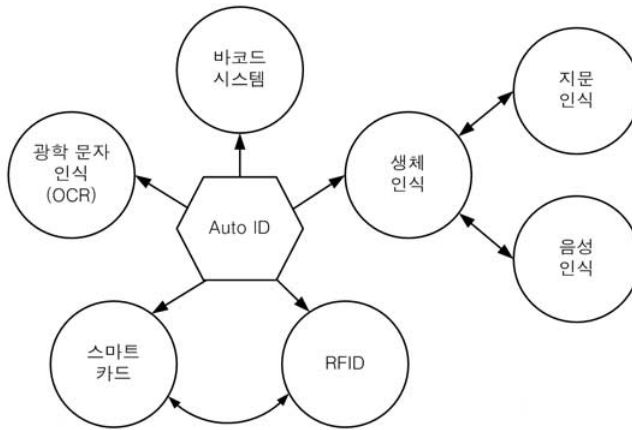 바코드
시스템
지문
인식
광학 문자
인식
(OCR)
생체
인식
Auto ID
음성
인식
스마트
카드
RFID